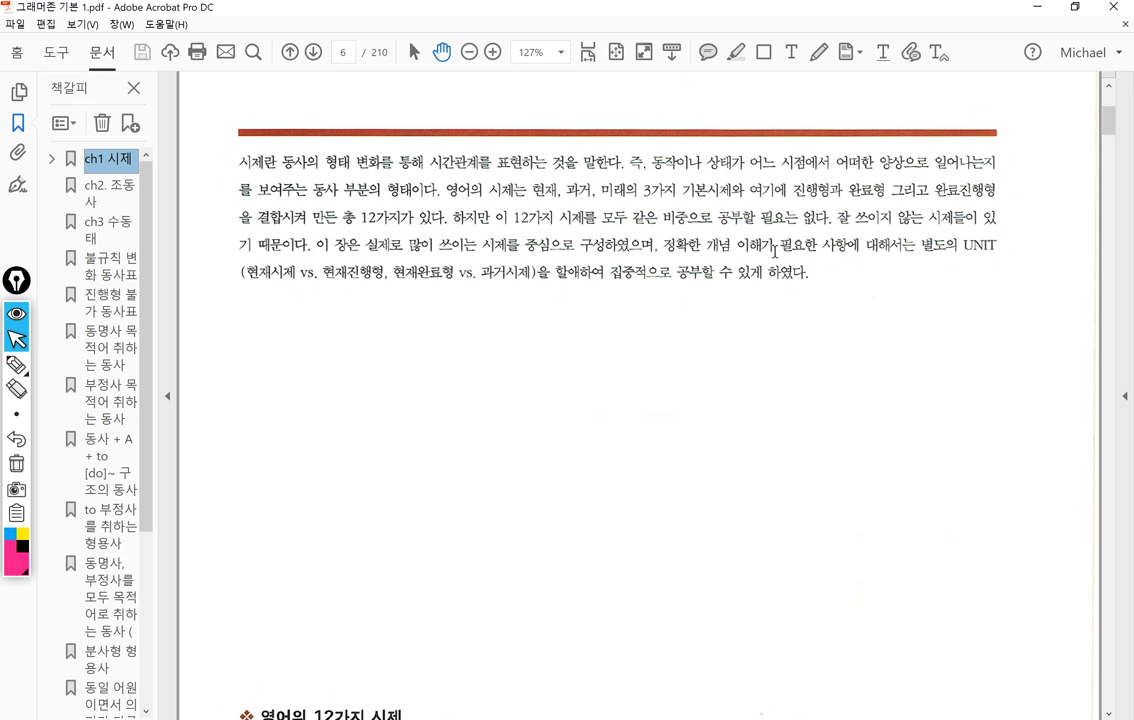 그래머존 기본 1.pdf - Adobe Acrobat Pro DC
파일 편집 보기(V) 창(W) 도움말(H)
홈 도구 문서 6 / 210 127% Michael
책갈피
ch1 시제
ch2. 조동
사
ch3 수동
태
불규칙 변
화 동사표
진행형 불
가 동사표
동명사 목
적어 취하
는 동사
부정사 목
적어 취하
는 동사
동사 + A
+ to
[do]~ 구
조의 동사
to 부정사
를 취하는
형용사
동명사,
부정사를
모두 목적
어로 취하
는 동사 (
분사형 형
용사
동일 어원
이면서 의
시제란 동사의 형태 변화를 통해 시간관계를 표현하는 것을 말한다. 즉, 동작이나 상태가 어느 시점에서 어떠한 양상으로 일어나는지
를 보여주는 동사 부분의 형태이다. 영어의 시제는 현재, 과거, 미래의 3가지 기본시제와 여기에 진행형과 완료형 그리고 완료진행형
을 결합시켜 만든 총 12가지가 있다. 하지만 이 12가지 시제를 모두 같은 비중으로 공부할 필요는 없다. 잘 쓰이지 않는 시제들이 있
기 때문이다. 이 장은 실제로 많이 쓰이는 시제를 중심으로 구성하였으며, 정확한 개념 이해가 필요한 사항에 대해서는 별도의 UNIT
(현재시제 vs. 현재진행형, 현재완료형 vs. 과거시제)을 할애하여 집중적으로 공부할 수 있게 하였다.
❖ 영어의 12가지 시제